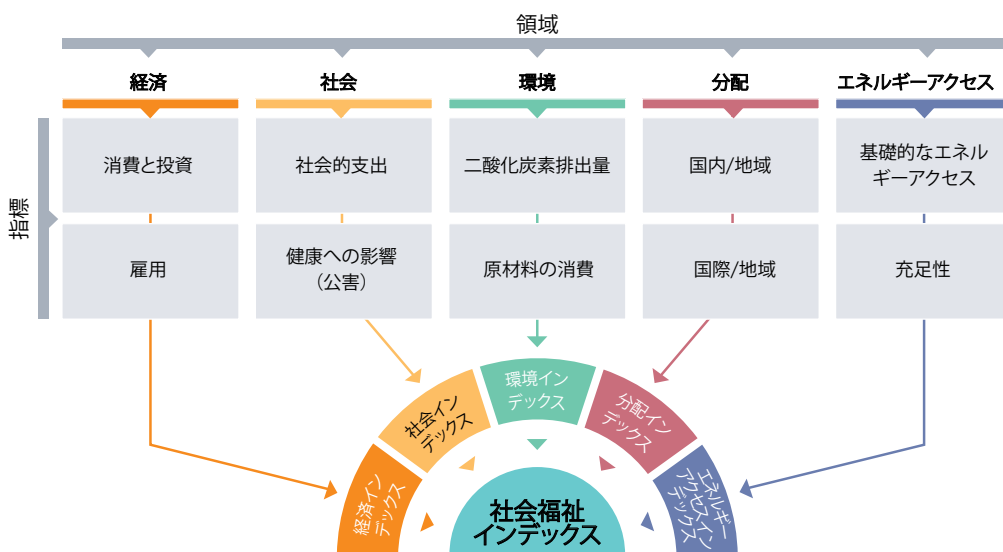 領域
経済
社会
環境
分配
エネルギーアクセス
指標
消費と投資
社会的支出
二酸化炭素排出量
国内/地域
基礎的なエネル
ギーアクセス
雇用
健康への影響
（公害）
原材料の消費
国際/地域
充足性
経済イン
デックス
社会イン
デックス
環境イン
デックス
分配イン
デックス
エネルギー
アクセスイン
デックス
社会福祉
インデックス